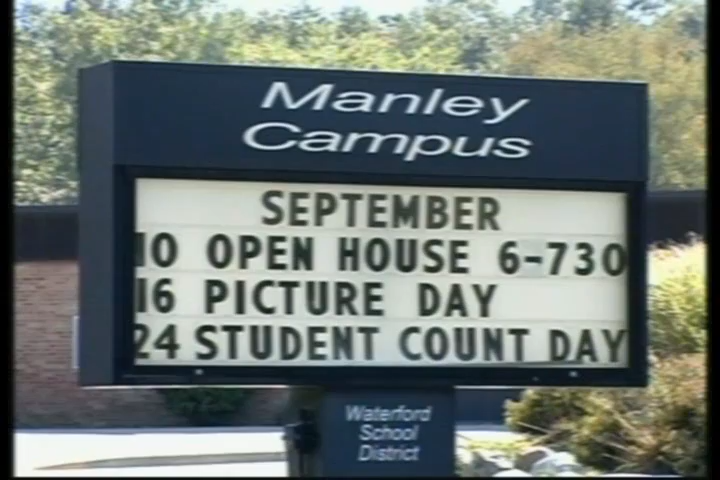 Manley
Campus
SEPTEMBER
10 OPEN HOUSE 6-730
16 PICTURE DAY
24 STUDENT COUNT DAY
Waterford
School
District